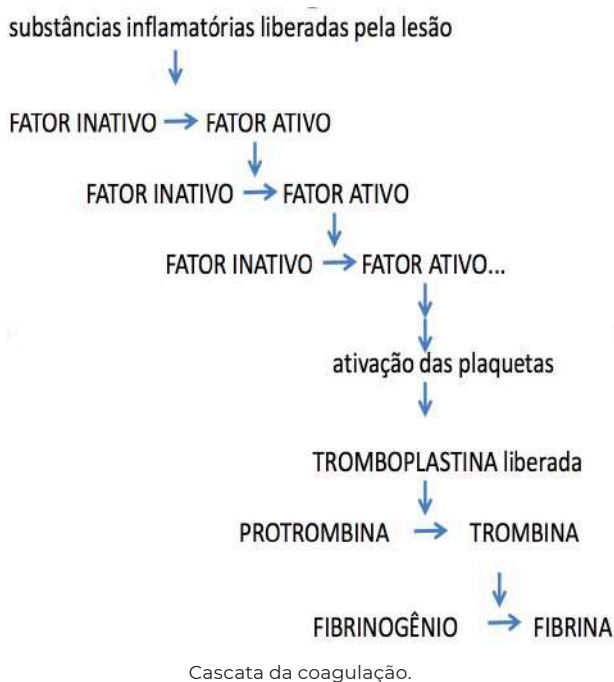 substâncias inflamatórias liberadas pela lesão
FATOR INATIVO → FATOR ATIVO
FATOR INATIVO → FATOR ATIVO
FATOR INATIVO → FATOR ATIVO...
ativação das plaquetas
TROMBOPLASTINA liberada
PROTROMBINA → TROMBINA
FIBRINOGÊNIO → FIBRINA
Cascata da coagulação.